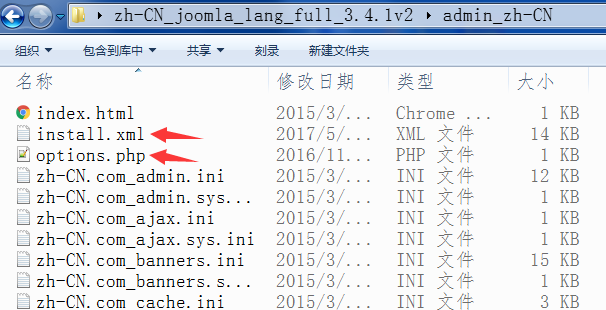 zh-CN_joomla_lang_full_3.4.1v2 ▸ admin_zh-CN
组织 包含到库中 共享 刻录 新建文件夹
名称 修改日期 类型 大小
index.html 2015/3/... Chrome ... 1 KB
install.xml 2017/5/... XML 文件 14 KB
options.php 2016/11... PHP 文件 1 KB
zh-CN.com_admin.ini 2015/3/... INI 文件 12 KB
zh-CN.com_admin.sys... 2015/3/... INI 文件 1 KB
zh-CN.com_ajax.ini 2015/3/... INI 文件 1 KB
zh-CN.com_ajax.sys.ini 2015/3/... INI 文件 1 KB
zh-CN.com_banners.ini 2015/3/... INI 文件 15 KB
zh-CN.com_banners.s... 2015/3/... INI 文件 1 KB
zh-CN.com_cache.ini 2015/3/... INI 文件 3 KB